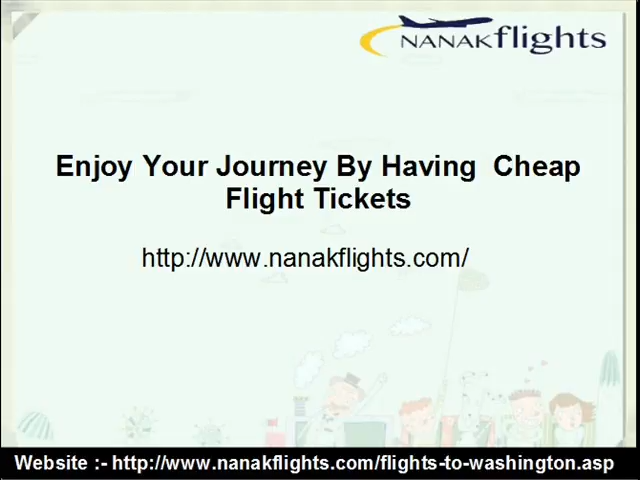 NANAKflights
Enjoy Your Journey By Having  Cheap
Flight Tickets
http://www.nanakflights.com/
Website :- http://www.nanakflights.com/flights-to-washington.asp